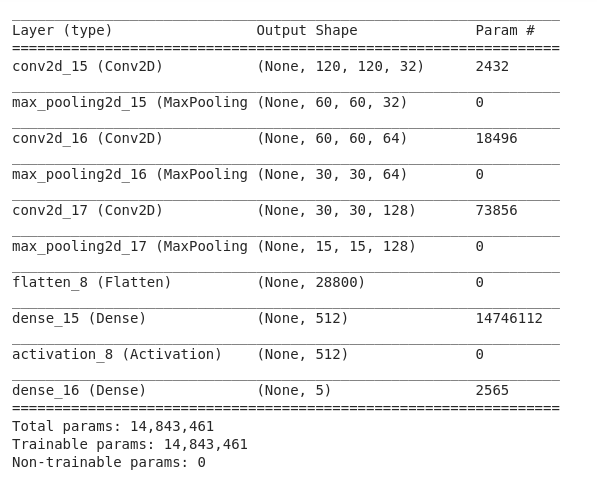 Layer (type) Output Shape Param #
=================================================================
conv2d_15 (Conv2D) (None, 120, 120, 32) 2432
max_pooling2d_15 (MaxPooling (None, 60, 60, 32) 0
conv2d_16 (Conv2D) (None, 60, 60, 64) 18496
max_pooling2d_16 (MaxPooling (None, 30, 30, 64) 0
conv2d_17 (Conv2D) (None, 30, 30, 128) 73856
max_pooling2d_17 (MaxPooling (None, 15, 15, 128) 0
flatten_8 (Flatten) (None, 28800) 0
dense_15 (Dense) (None, 512) 14746112
activation_8 (Activation) (None, 512) 0
dense_16 (Dense) (None, 5) 2565
=================================================================
Total params: 14,843,461
Trainable params: 14,843,461
Non-trainable params: 0